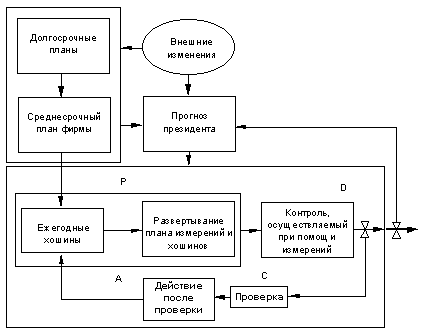 Долгосрочные
планы
Внешние
изменения
Среднесрочный
план фирмы
Прогноз
президента
P
D
Ежегодные
хошины
Развертывание
плана измерений и
хошинов
Контроль,
осуществляемый
при помощ и
измерений
A
C
Действие
после
проверки
Проверка